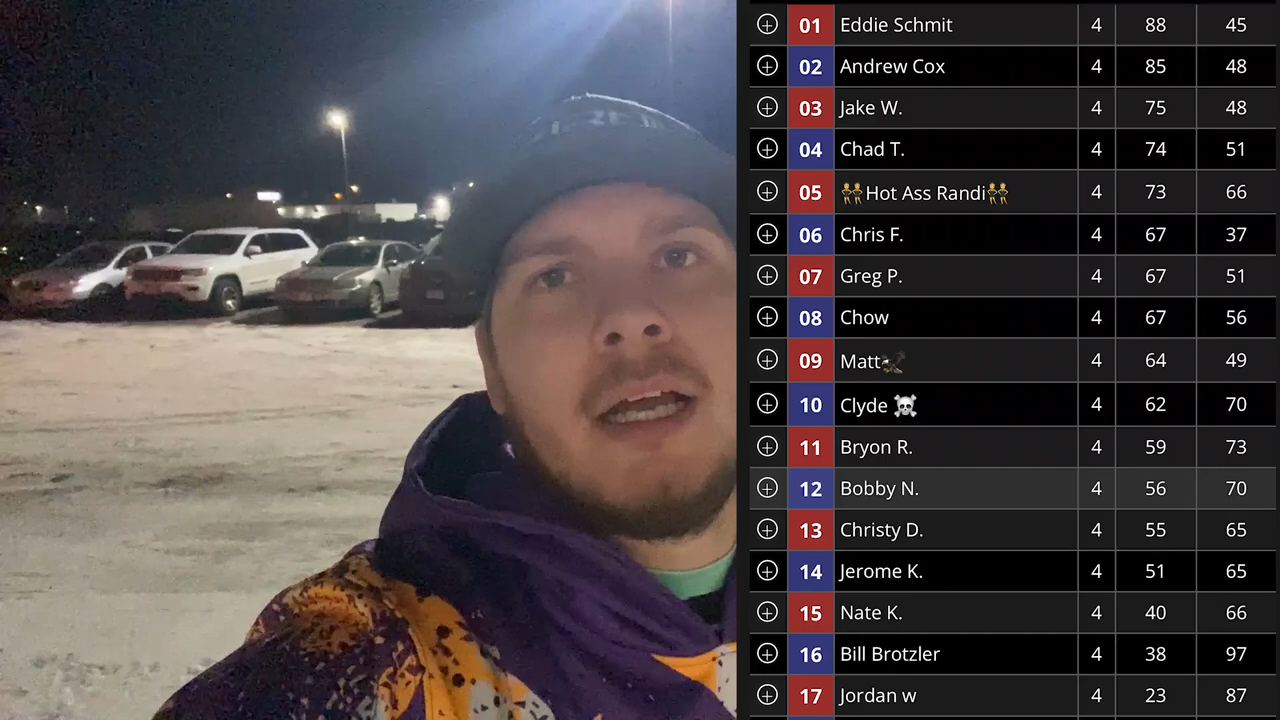 01 Eddie Schmit 4 88 45
02 Andrew Cox 4 85 48
03 Jake W. 4 75 48
04 Chad T. 4 74 51
05 👯Hot Ass Randi👯 4 73 66
06 Chris F. 4 67 37
07 Greg P. 4 67 51
08 Chow 4 67 56
09 Matt 4 64 49
10 Clyde ☠️ 4 62 70
11 Bryon R. 4 59 73
12 Bobby N. 4 56 70
13 Christy D. 4 55 65
14 Jerome K. 4 51 65
15 Nate K. 4 40 66
16 Bill Brotzler 4 38 97
17 Jordan w 4 23 87